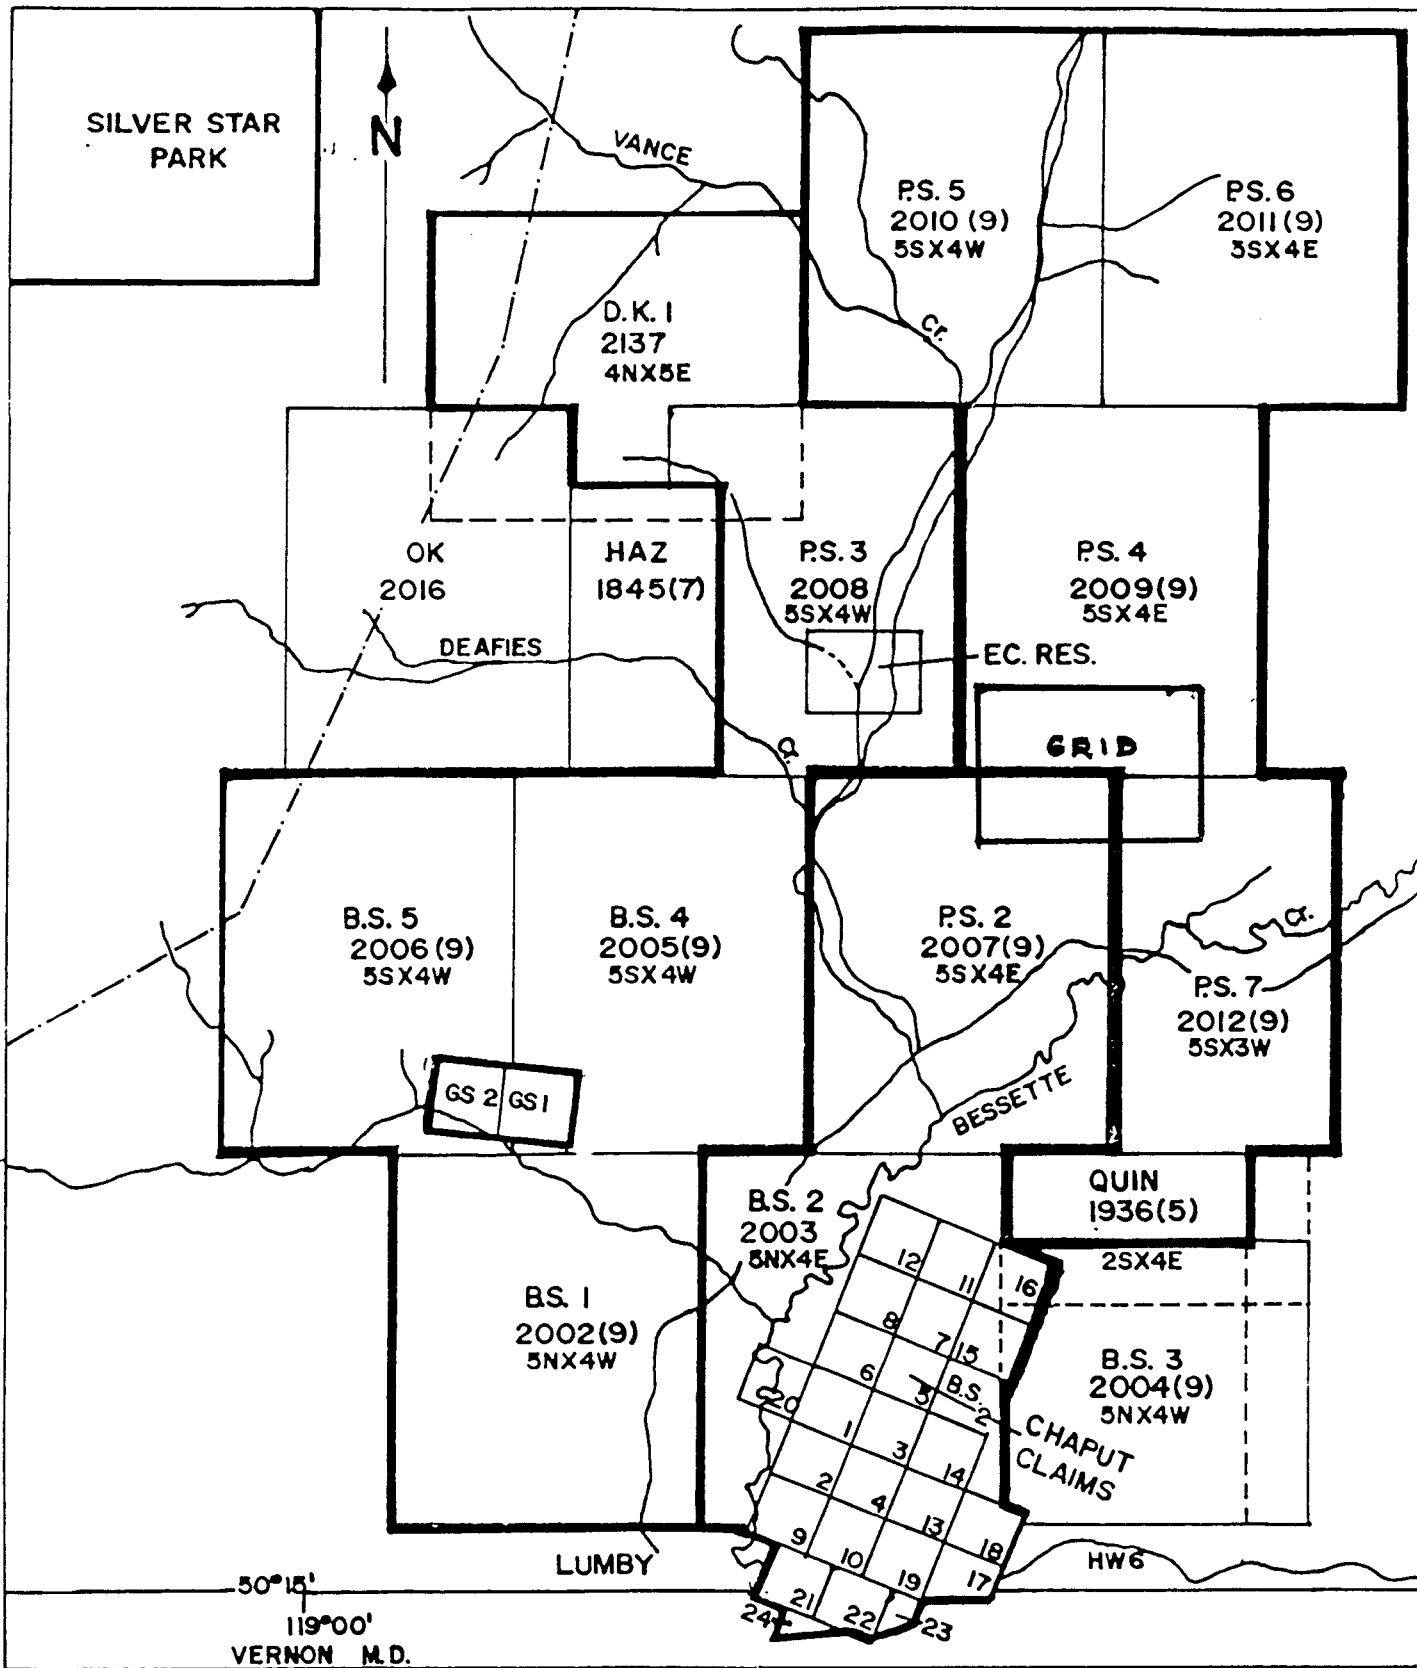 SILVER STAR
PARK
N
VANCE
Cr.
P.S. 5
2010 (9)
5SX4W
P.S. 6
2011(9)
3SX4E
D.K. 1
2137
4NX5E
OK
2016
HAZ
1845(7)
P.S. 3
2008
5SX4W
P.S. 4
2009(9)
5SX4E
DEAFIES
Cr.
EC. RES.
GRID
B.S. 5
2006(9)
5SX4W
B.S. 4
2005(9)
5SX4W
P.S. 2
2007(9)
5SX4E
Cr.
P.S. 7
2012(9)
5SX3W
GS 2
GS 1
BESSETTE
B.S. 2
2003
5NX4E
QUIN
1936(5)
2SX4E
B.S. 1
2002(9)
5NX4W
B.S. 3
2004(9)
5NX4W
12
11
16
8
7
15
6
5
B.S.
2
20
1
3
14
CHAPUT
CLAIMS
2
4
13
18
9
10
19
17
21
22
24
23
LUMBY
HW6
50°15'
119°00'
VERNON M.D.